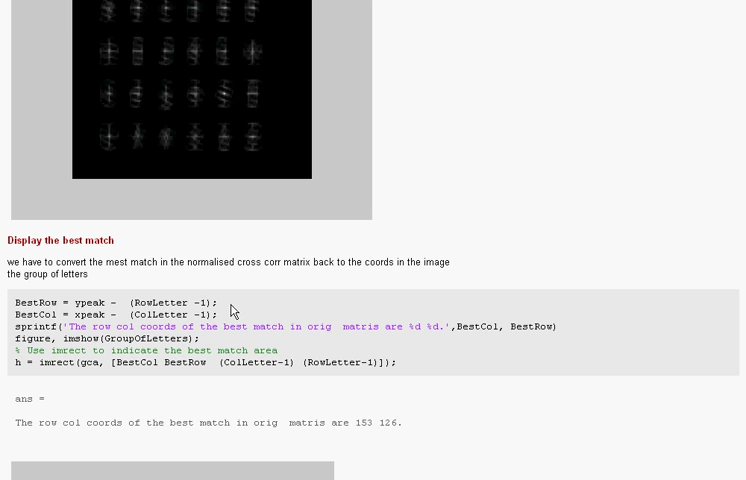 Display the best match
we have to convert the mest match in the normalised cross corr matrix back to the coords in the image
the group of letters
BestRow = ypeak -  (RowLetter -1);
BestCol = xpeak -  (ColLetter -1);
sprintf('The row col coords of the best match in orig  matris are %d %d.',BestCol, BestRow)
figure, imshow(GroupOfLetters);
% Use imrect to indicate the best match area
h = imrect(gca, [BestCol BestRow  (ColLetter-1) (RowLetter-1)]);
ans =
The row col coords of the best match in orig  matris are 153 126.